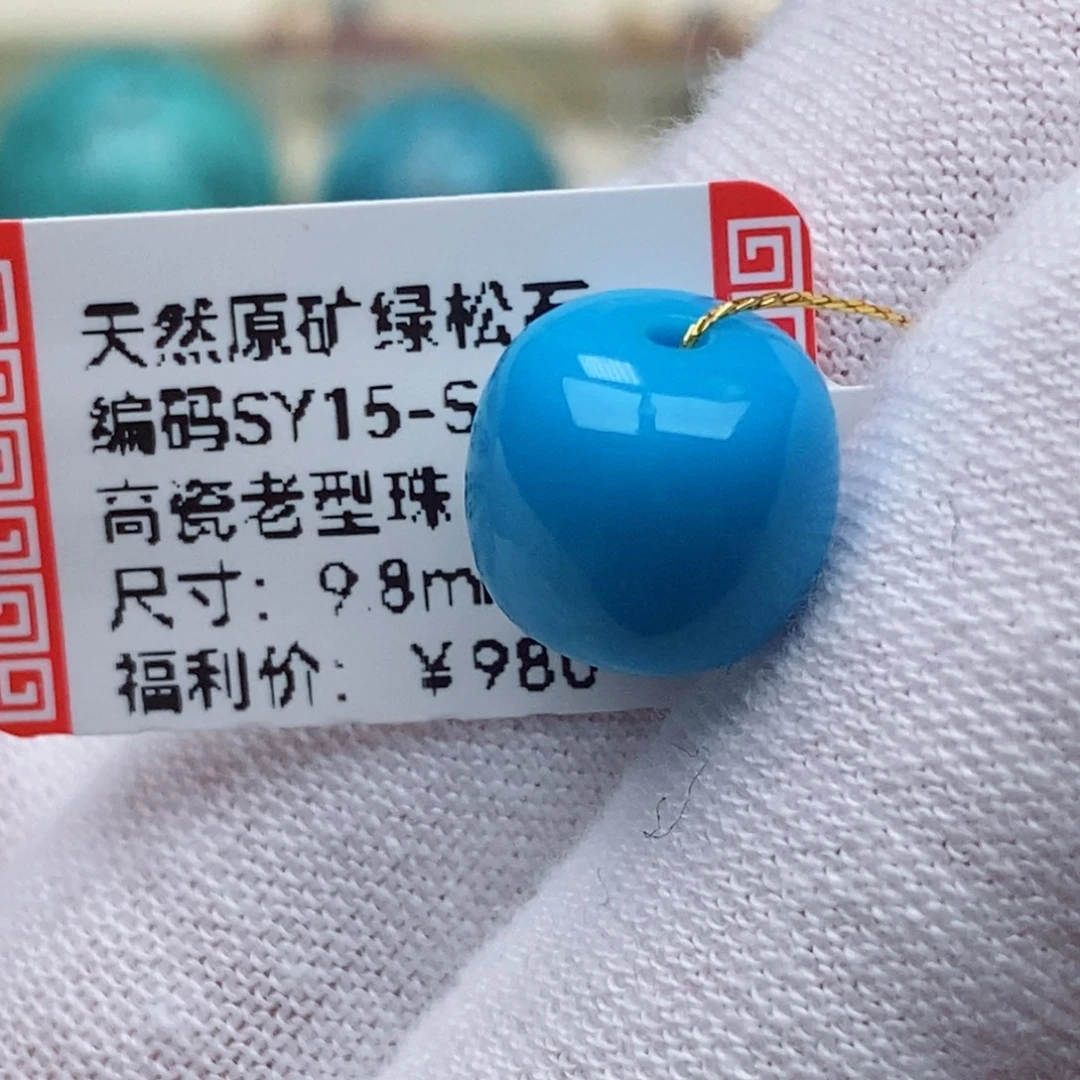 天然原矿绿松石
编码SY15-S
高瓷老型珠
尺寸: 9.8m
福利价: ¥980